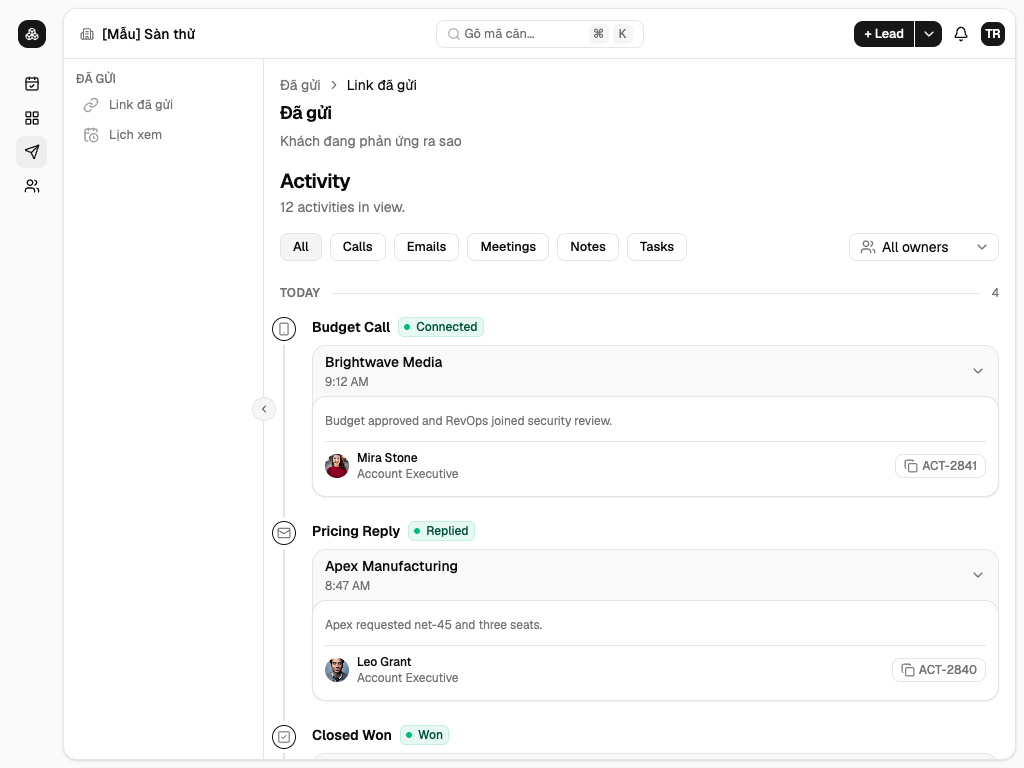 [Mẫu] Sàn thử
Gõ mã căn...
⌘ K
+ Lead
TR
ĐÃ GỬI
Link đã gửi
Lịch xem
Đã gửi > Link đã gửi
Đã gửi
Khách đang phản ứng ra sao
Activity
12 activities in view.
All
Calls
Emails
Meetings
Notes
Tasks
All owners
TODAY
4
Budget Call
Connected
Brightwave Media
9:12 AM
Budget approved and RevOps joined security review.
Mira Stone
Account Executive
ACT-2841
Pricing Reply
Replied
Apex Manufacturing
8:47 AM
Apex requested net-45 and three seats.
Leo Grant
Account Executive
ACT-2840
Closed Won
Won